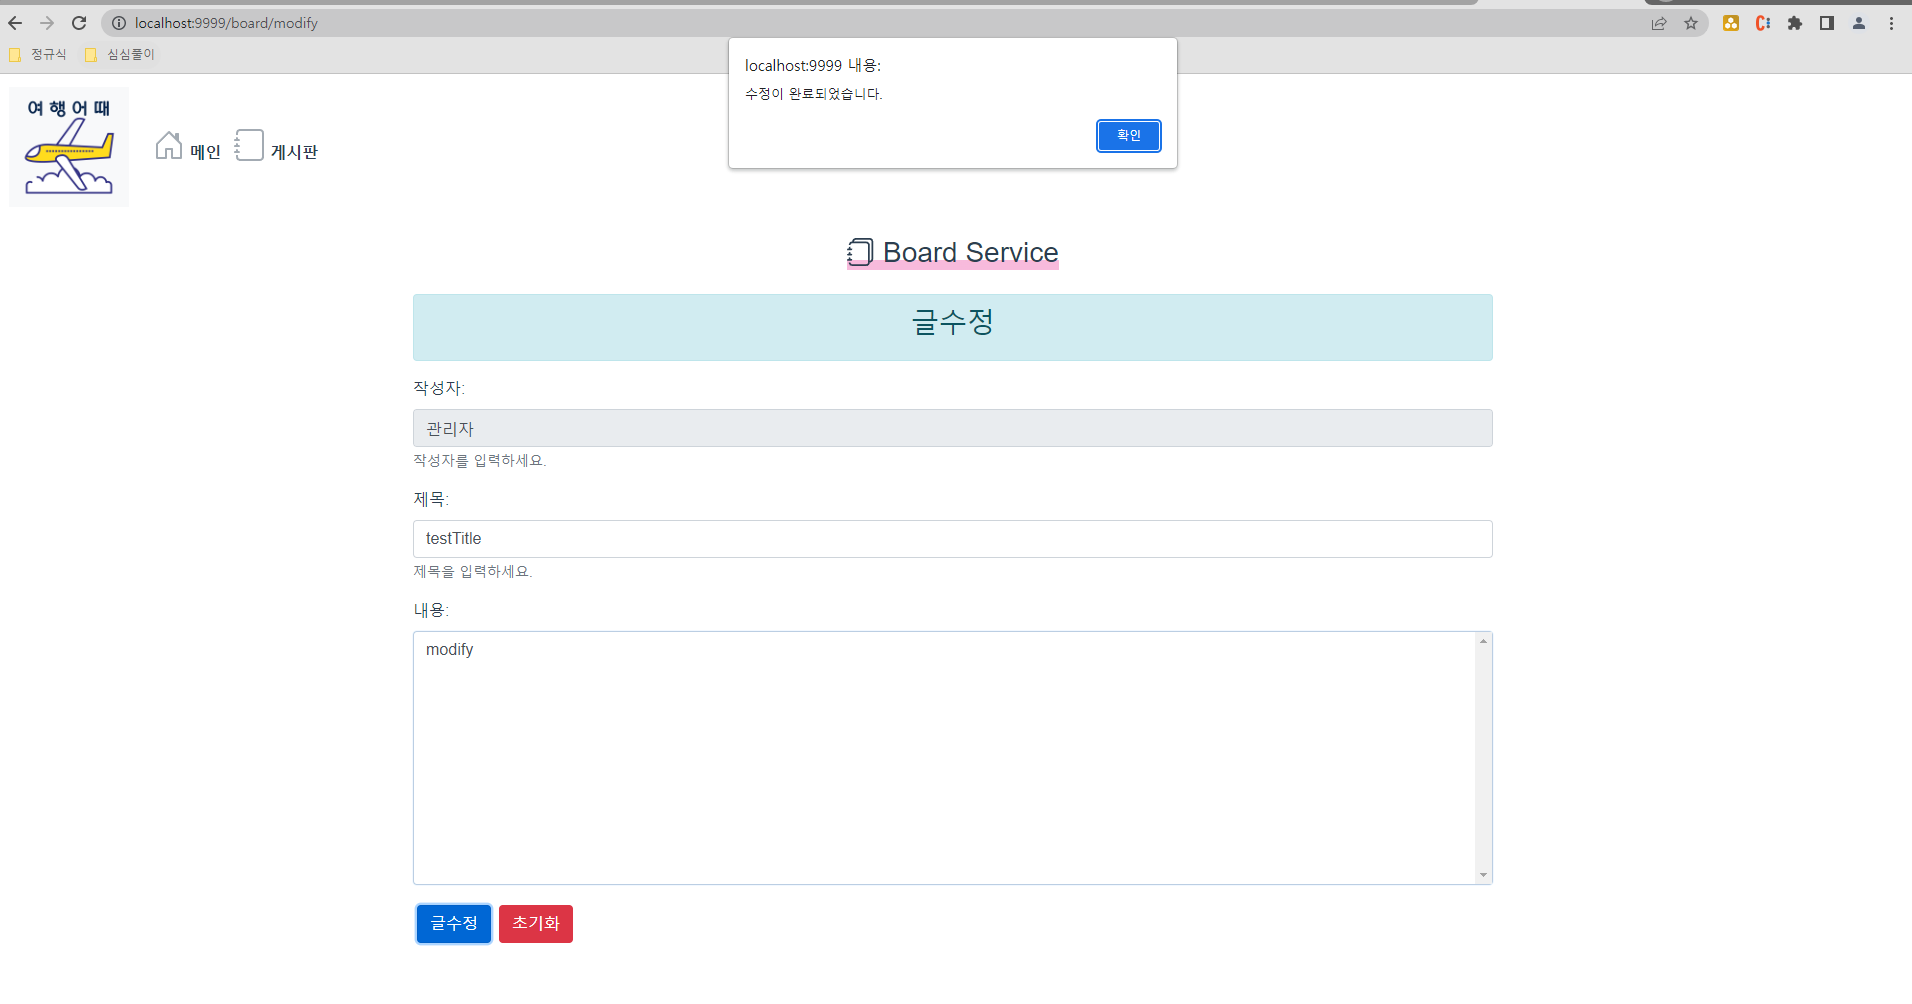 localhost:9999/board/modify
정규식 심심풀이
localhost:9999 내용:
수정이 완료되었습니다.
확인
여행어때
메인 게시판
Board Service
글수정
작성자:
관리자
작성자를 입력하세요.
제목:
testTitle
제목을 입력하세요.
내용:
modify
글수정 초기화